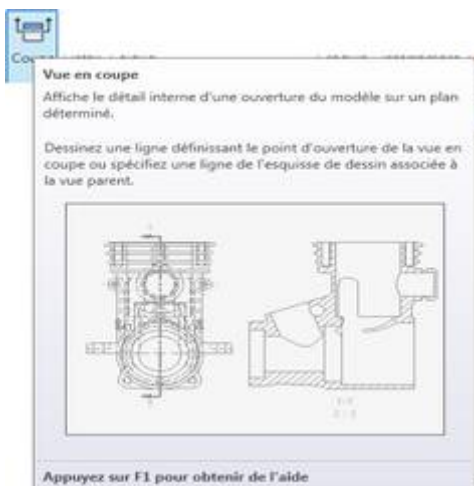 Vue en coupe
Affiche le détail interne d'une ouverture du modèle sur un plan
déterminé.
Dessinez une ligne définissant le point d'ouverture de la vue en
coupe ou spécifiez une ligne de l'esquisse de dessin associée à
la vue parent.
Appuyez sur F1 pour obtenir de l'aide